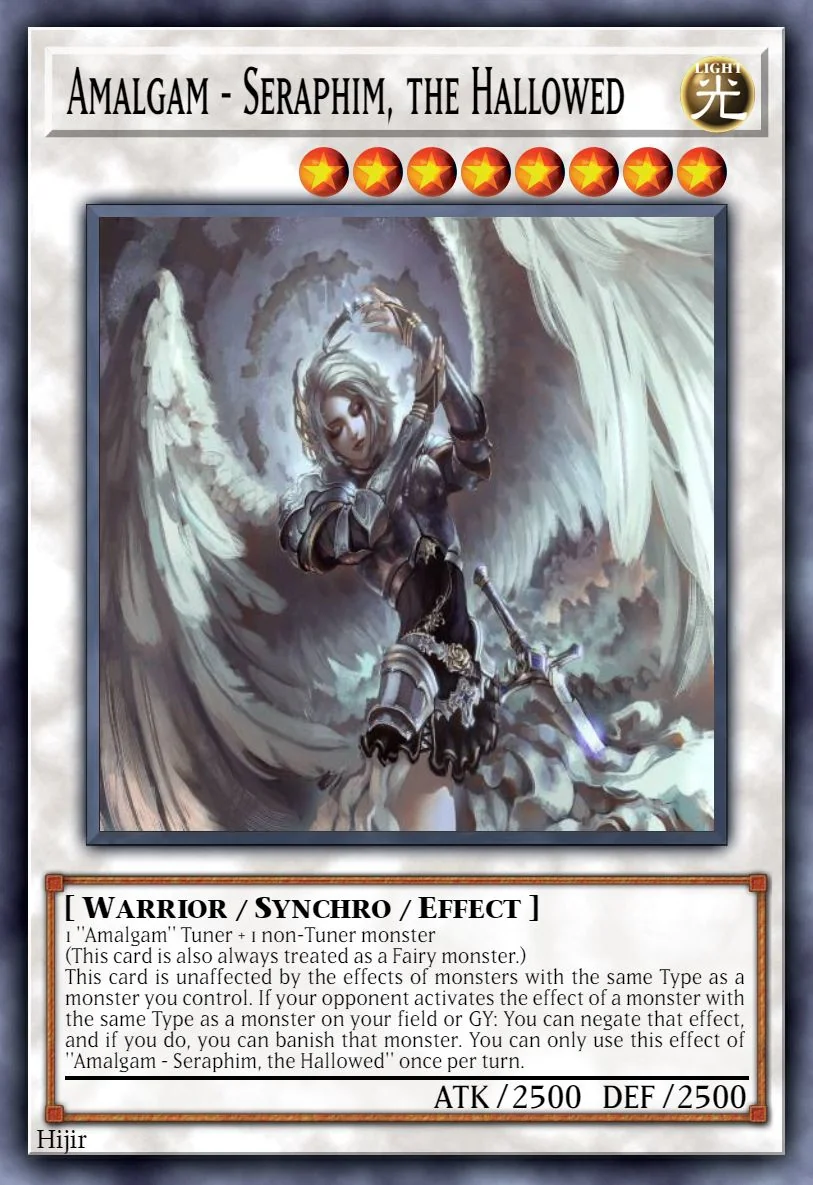 Amalgam - Seraphim, the Hallowed
LIGHT
光
[ Warrior / Synchro / Effect ]
1 "Amalgam" Tuner + 1 non-Tuner monster
(This card is also always treated as a Fairy monster.)
This card is unaffected by the effects of monsters with the same Type as a
monster you control. If your opponent activates the effect of a monster with
the same Type as a monster on your field or GY: You can negate that effect,
and if you do, you can banish that monster. You can only use this effect of
"Amalgam - Seraphim, the Hallowed" once per turn.
ATK / 2500 DEF / 2500
Hijir